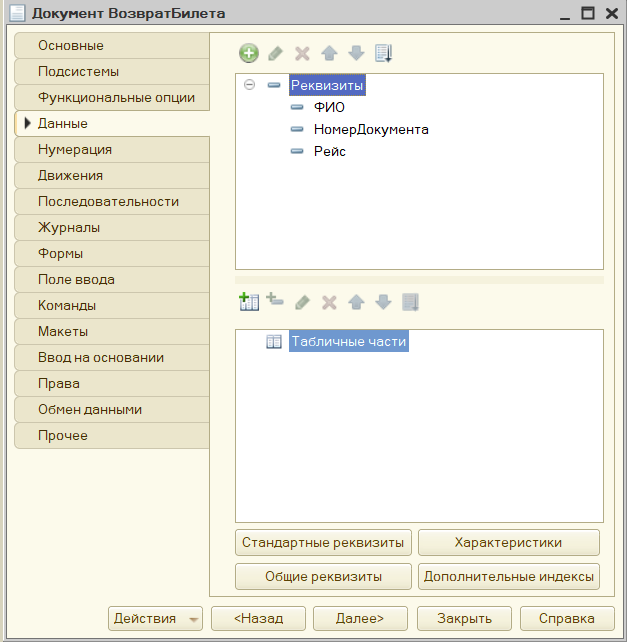 Документ ВозвратБилета
Основные
Подсистемы
Функциональные опции
Данные
Нумерация
Движения
Последовательности
Журналы
Формы
Поле ввода
Команды
Макеты
Ввод на основании
Права
Обмен данными
Прочее
Реквизиты
ФИО
НомерДокумента
Рейс
Табличные части
Стандартные реквизиты
Характеристики
Общие реквизиты
Дополнительные индексы
Действия
<Назад
Далее>
Закрыть
Справка